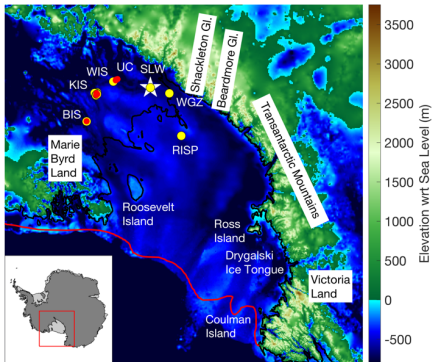 WIS UC SLW
KIS
WGZ
BIS
RISP
Shackleton Gl.
Beardmore Gl.
Transantarctic Mountains
Marie
Byrd
Land
Roosevelt
Island
Ross
Island
Drygalski
Ice Tongue
Victoria
Land
Coulman
Island
3500
3000
2500
2000
1500
1000
500
0
-500
Elevation wrt Sea Level (m)